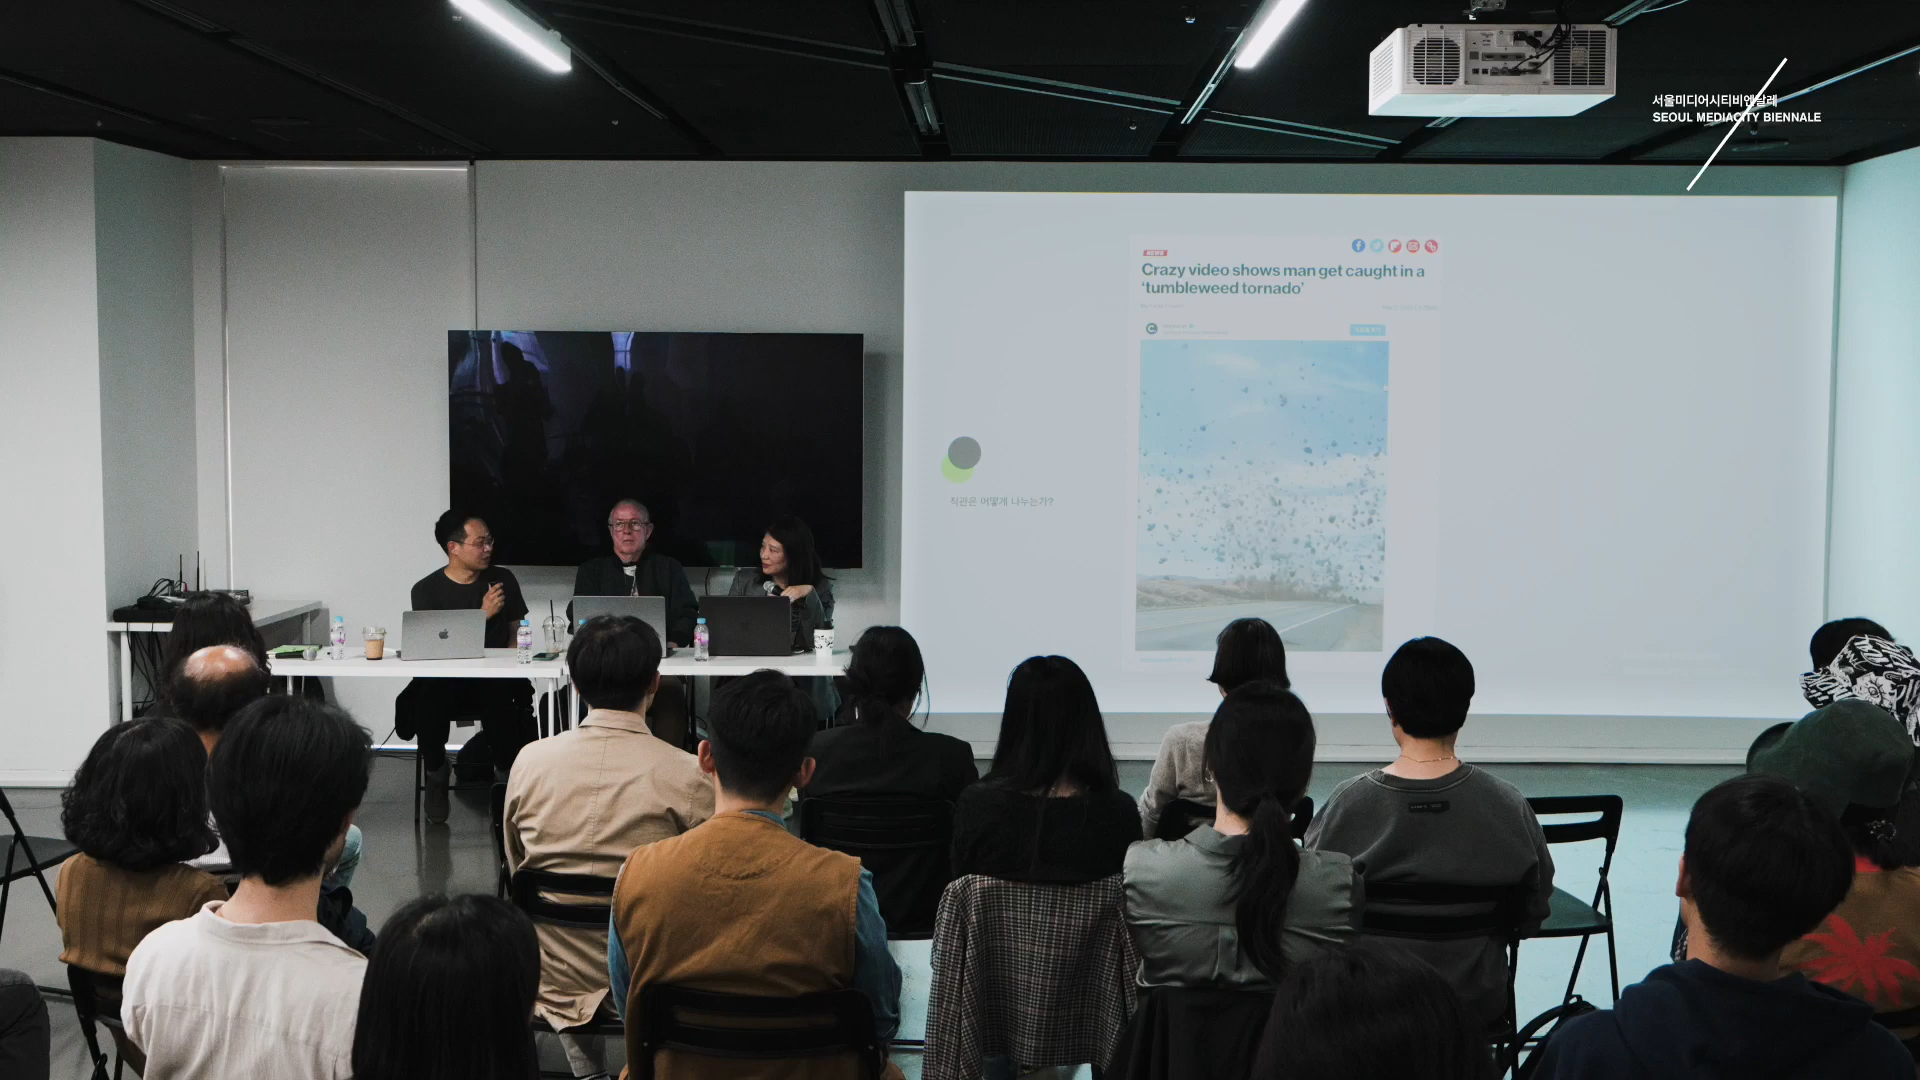 서울미디어시티비엔날레
SEOUL MEDIACITY BIENNALE
NEWS
Crazy video shows man get caught in a
‘tumbleweed tornado’
직관은 어떻게 나누는가?